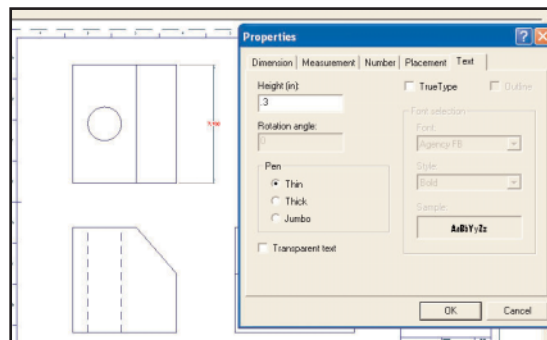 Properties
Dimension Measurement Number Placement Text
Height (in):
.3
TrueType
Outline
Rotation angle:
0
Font selection
Font
Agency FB
Pen
Thin
Thick
Jumbo
Style:
Bold
Sample:
AaBbYyZz
Transparent text
OK Cancel